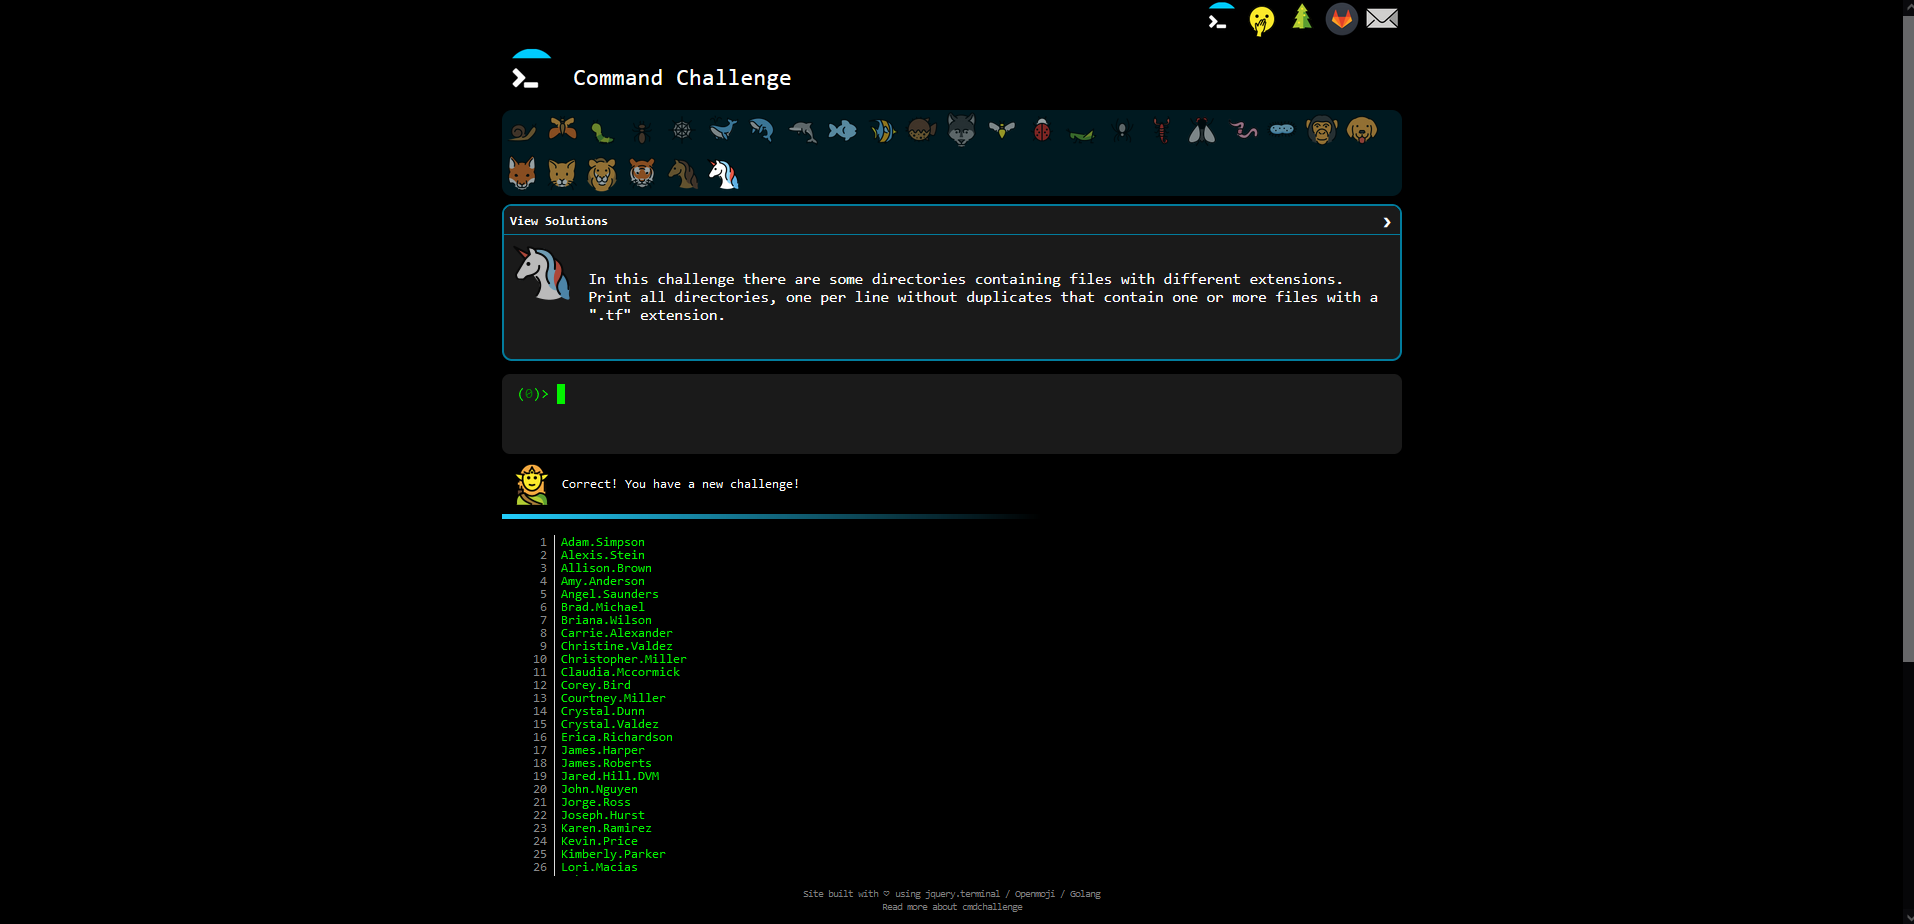 Command Challenge
View Solutions
In this challenge there are some directories containing files with different extensions.
Print all directories, one per line without duplicates that contain one or more files with a
".tf" extension.
(0)>
Correct! You have a new challenge!
1 Adam.Simpson
2 Alexis.Stein
3 Allison.Brown
4 Amy.Anderson
5 Angel.Saunders
6 Brad.Michael
7 Briana.Wilson
8 Carrie.Alexander
9 Christine.Valdez
10 Christopher.Miller
11 Claudia.Mccormick
12 Corey.Bird
13 Courtney.Miller
14 Crystal.Dunn
15 Crystal.Valdez
16 Erica.Richardson
17 James.Harper
18 James.Roberts
19 Jared.Hill.DVM
20 John.Nguyen
21 Jorge.Ross
22 Joseph.Hurst
23 Karen.Ramirez
24 Kevin.Price
25 Kimberly.Parker
26 Lori.Macias
Site built with ♡ using jquery.terminal / Openmoji / Golang
Read more about cmdchallenge